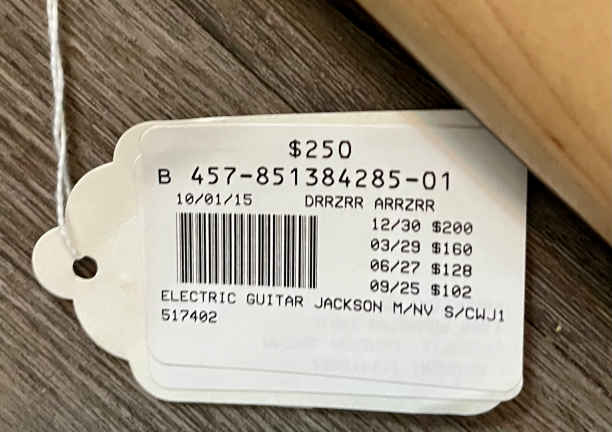 $250
B 457-851384285-01
10/01/15 DRRZRR ARRZRR
12/30 $200
03/29 $160
06/27 $128
09/25 $102
ELECTRIC GUITAR JACKSON M/NV S/CWJ1
517402